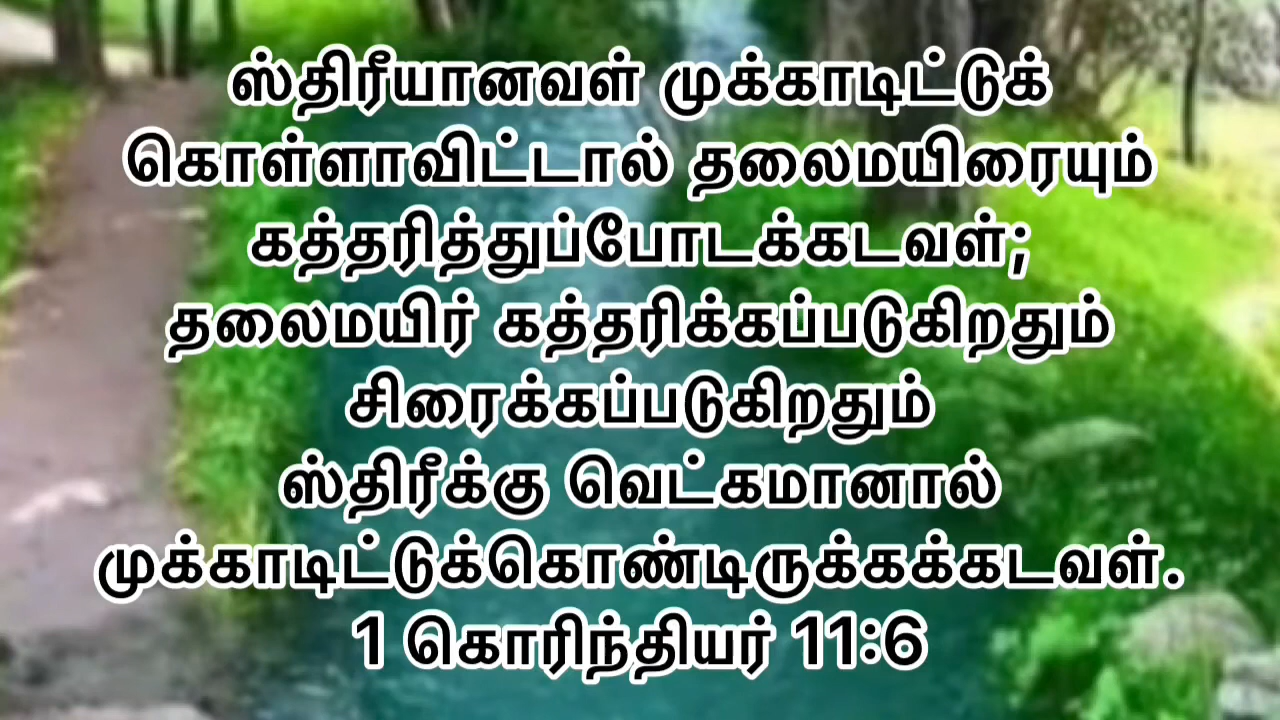 ஸ்திரீயானவள் முக்காடிட்டுக்
கொள்ளாவிட்டால் தலைமயிரையும்
கத்தரித்துப்போடக்கடவள்;
தலைமயிர் கத்தரிக்கப்படுகிறதும்
சிரைக்கப்படுகிறதும்
ஸ்திரீக்கு வெட்கமானால்
முக்காடிட்டுக்கொண்டிருக்கக்கடவள்.
1 கொரிந்தியர் 11:6